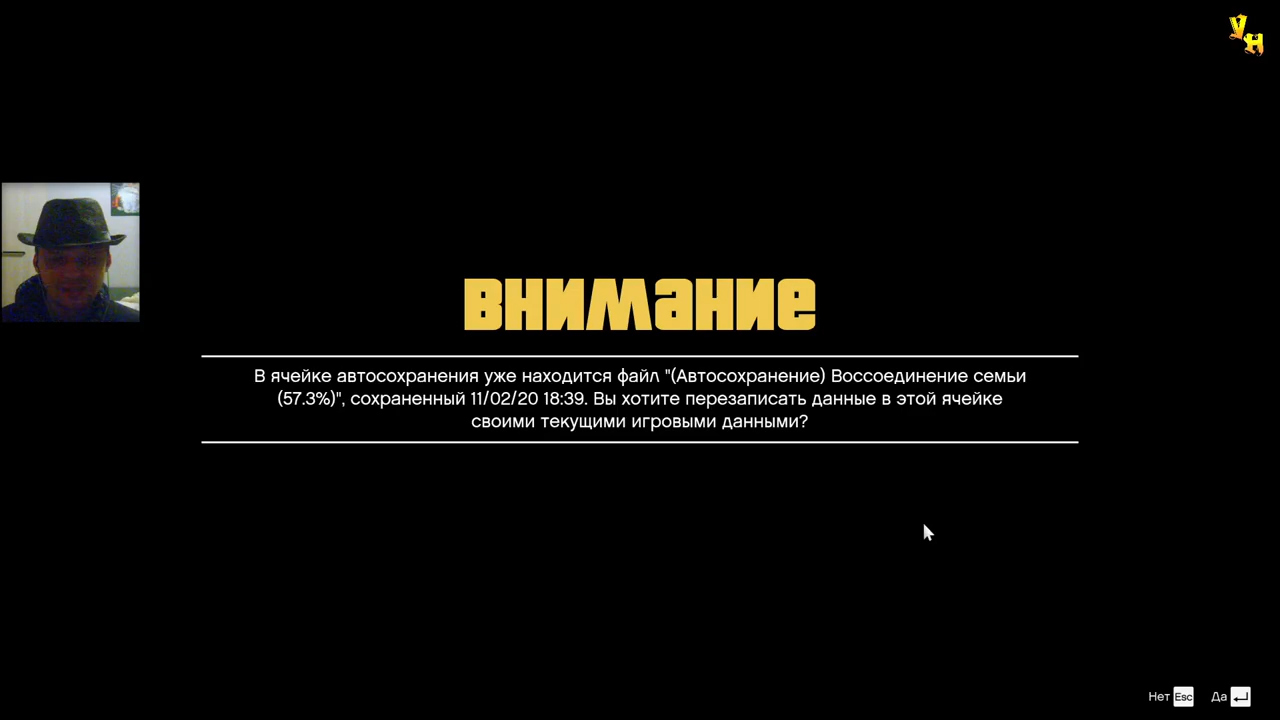 УН
внимание
В ячейке автосохранения уже находится файл "(Автосохранение) Воссоединение семьи
(57.3%)", сохраненный 11/02/20 18:39. Вы хотите перезаписать данные в этой ячейке
своими текущими игровыми данными?
Нет Esc Да